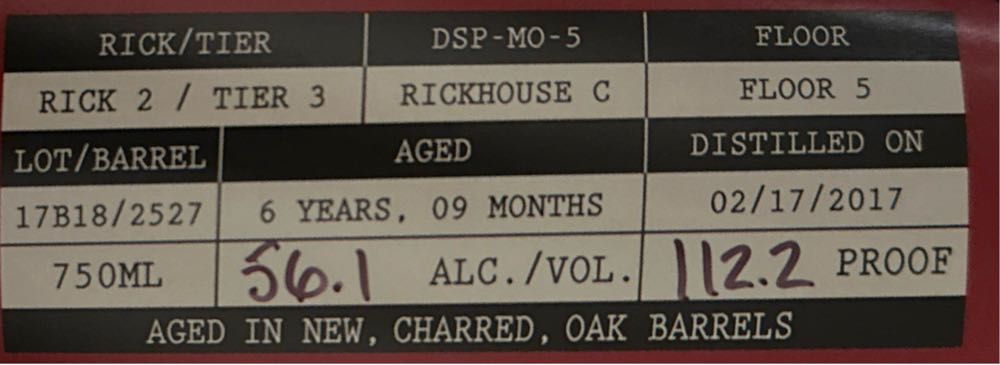 RICK/TIER DSP-MO-5 FLOOR
RICK 2 / TIER 3 RICKHOUSE C FLOOR 5
LOT/BARREL AGED DISTILLED ON
17B18/2527 6 YEARS, 09 MONTHS 02/17/2017
750ML 56.1 ALC./VOL. 112.2 PROOF
AGED IN NEW, CHARRED, OAK BARRELS